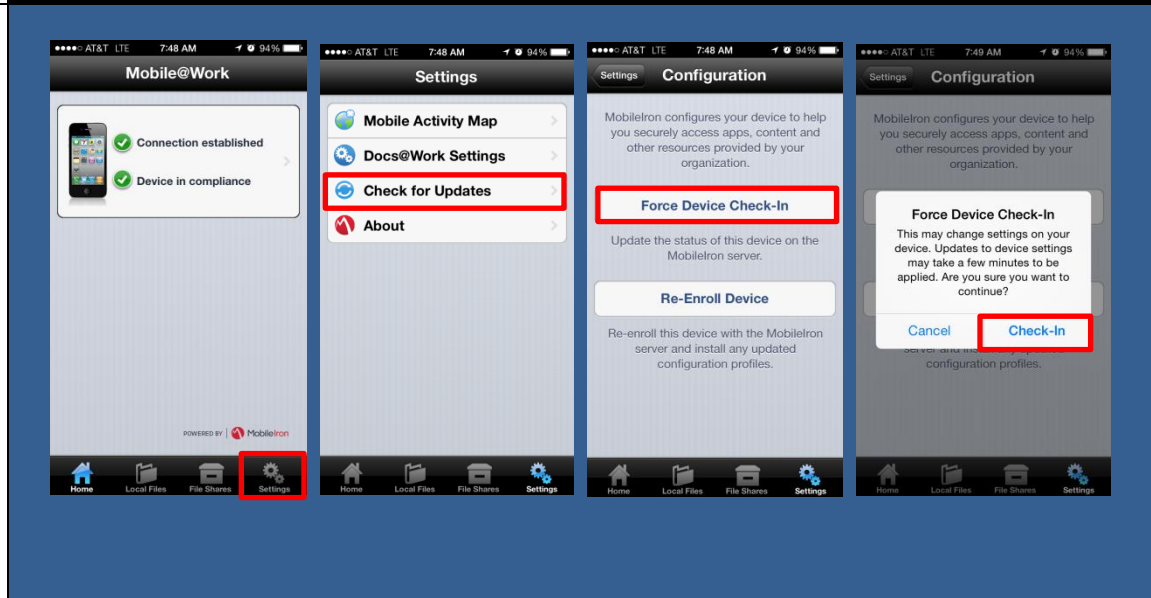 ●●●●○ AT&T LTE 7:48 AM 94%
Mobile@Work
Connection established
Device in compliance
POWERED BY | MobileIron
Home Local Files File Shares Settings
●●●●○ AT&T LTE 7:48 AM 94%
Settings
Mobile Activity Map
Docs@Work Settings
Check for Updates
About
Home Local Files File Shares Settings
●●●●○ AT&T LTE 7:48 AM 94%
Settings Configuration
MobileIron configures your device to help
you securely access apps, content and
other resources provided by your
organization.
Force Device Check-In
Update the status of this device on the
MobileIron server.
Re-Enroll Device
Re-enroll this device with the MobileIron
server and install any updated
configuration profiles.
Home Local Files File Shares Settings
●●●●○ AT&T LTE 7:49 AM 94%
Settings Configuration
MobileIron configures your device to help
you securely access apps, content and
other resources provided by your
organization.
Force Device Check-In
This may change settings on your
device. Updates to device settings
may take a few minutes to be
applied. Are you sure you want to
continue?
Cancel Check-In
server and install any updated
configuration profiles.
Home Local Files File Shares Settings